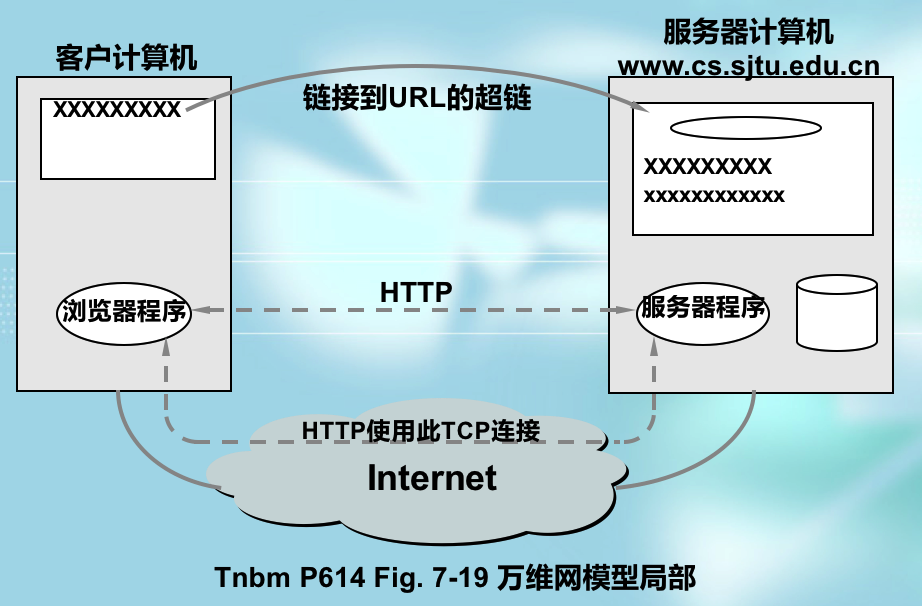 服务器计算机
客户计算机
www.cs.sjtu.edu.cn
链接到URL的超链
XXXXXXXXX
XXXXXXXXX
xxxxxxxxxxxx
HTTP
浏览器程序
服务器程序
HTTP使用此TCP连接
Internet
Tnbm P614 Fig. 7-19 万维网模型局部